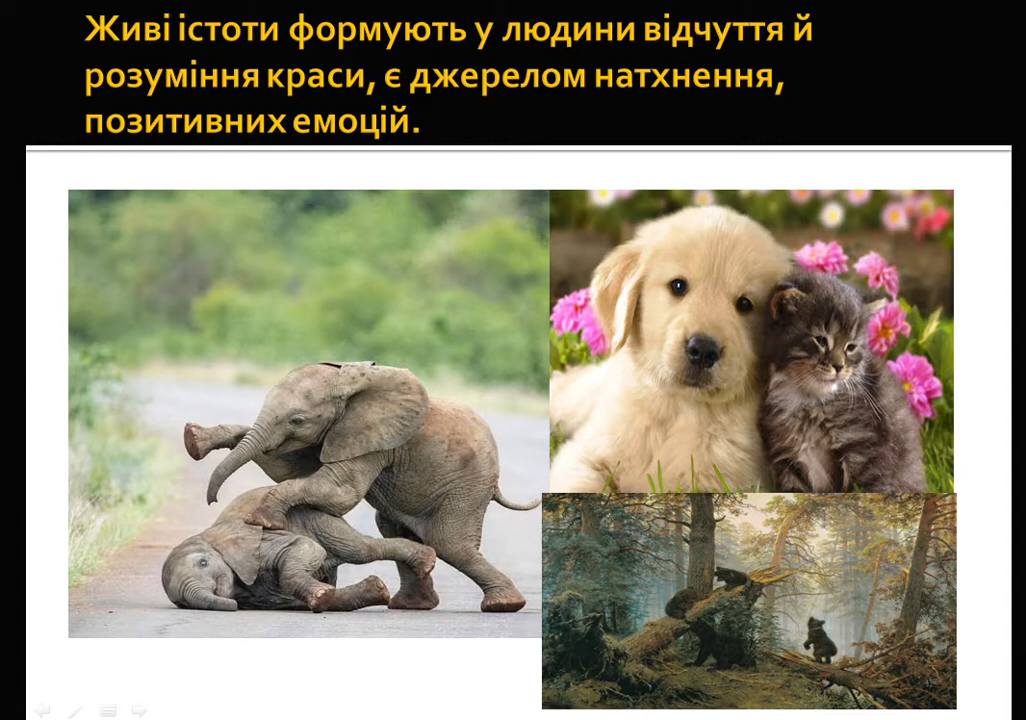 Живі істоти формують у людини відчуття й
розуміння краси, є джерелом натхнення,
позитивних емоцій.